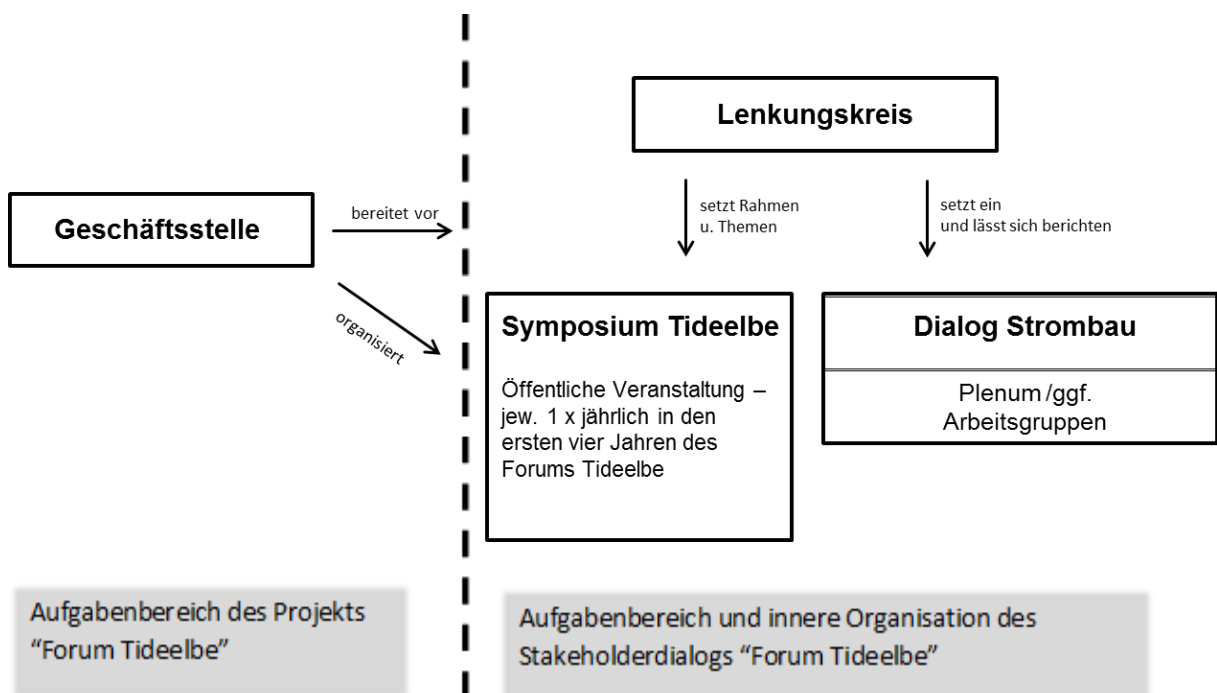 Lenkungskreis
Geschäftsstelle
bereitet vor
organisiert
setzt Rahmen
u. Themen
setzt ein
und lässt sich berichten
Symposium Tideelbe
Öffentliche Veranstaltung –
jew. 1 x jährlich in den
ersten vier Jahren des
Forums Tideelbe
Dialog Strombau
Plenum /ggf.
Arbeitsgruppen
Aufgabenbereich des Projekts
“Forum Tideelbe”
Aufgabenbereich und innere Organisation des
Stakeholderdialogs “Forum Tideelbe”